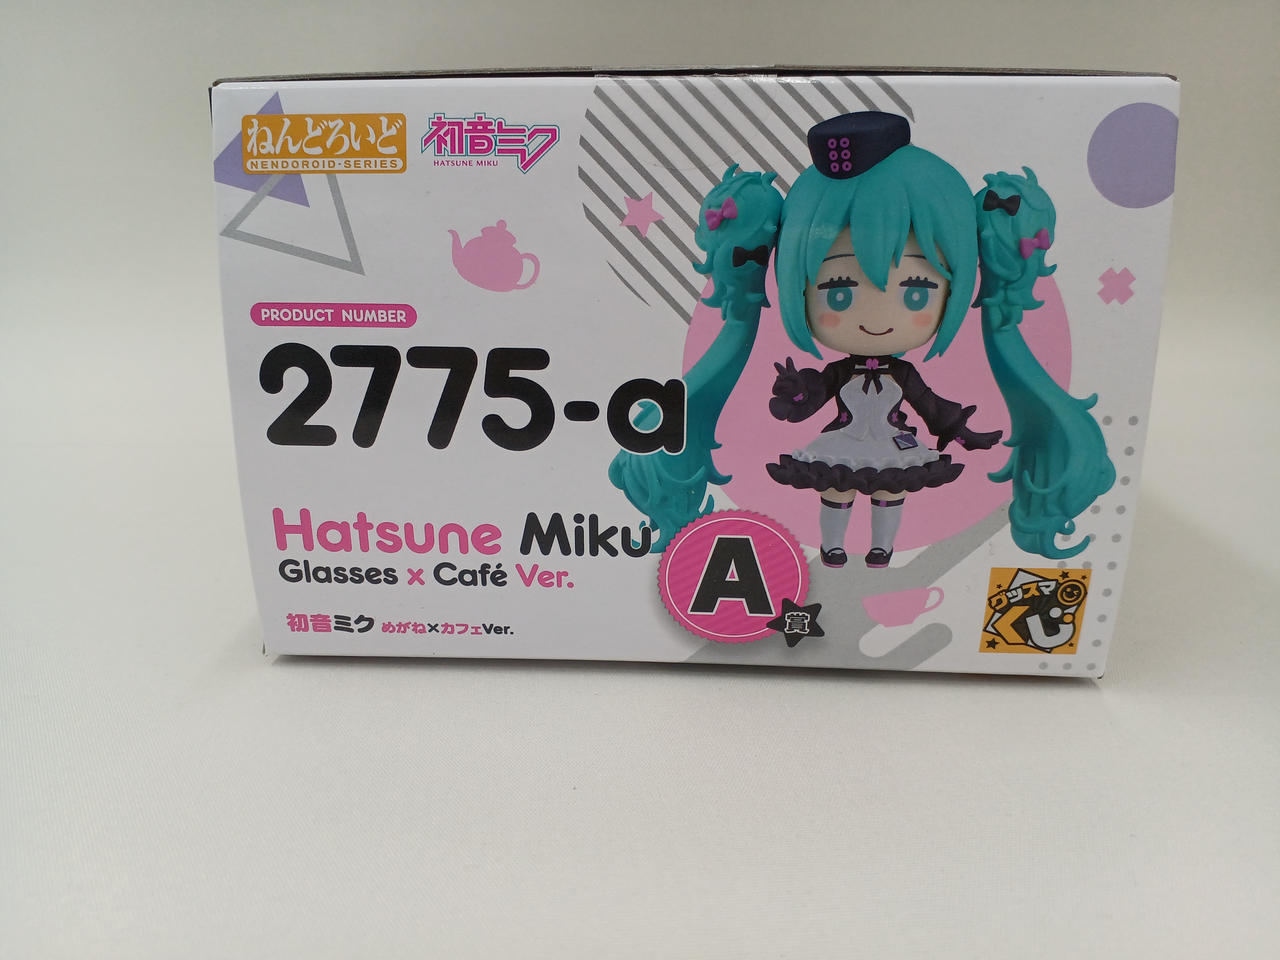 ねんどろいど
NENDOROID·SERIES
初音ミク
HATSUNE MIKU
PRODUCT NUMBER
2775-a
Hatsune Miku
Glasses x Café Ver.
初音ミク めがね×カフェVer.
A
賞
グッスマ
くじ